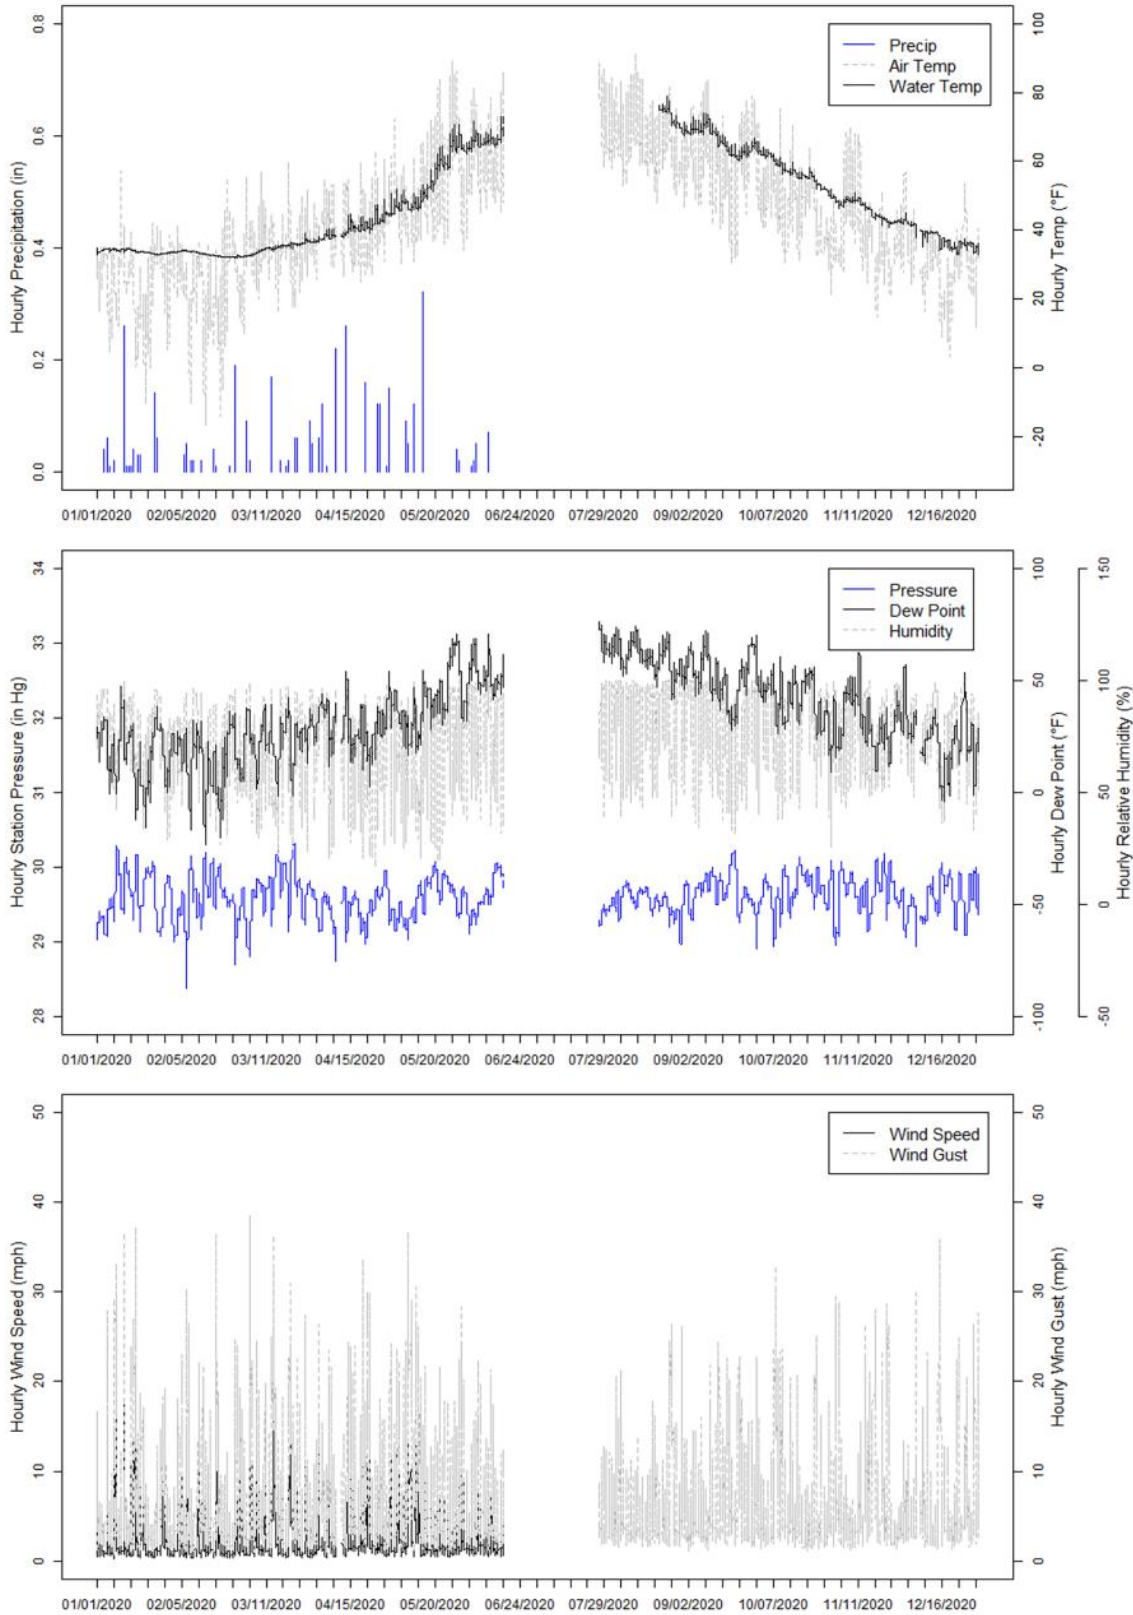 Hourly Precipitation (in)
0.0 0.2 0.4 0.6 0.8
Precip
Air Temp
Water Temp
-20 0 20 40 60 80 100
Hourly Temp (°F)
01/01/2020 02/05/2020 03/11/2020 04/15/2020 05/20/2020 06/24/2020 07/29/2020 09/02/2020 10/07/2020 11/11/2020 12/16/2020
Hourly Station Pressure (in Hg)
28 29 30 31 32 33 34
Pressure
Dew Point
Humidity
-100 -50 0 50 100
Hourly Dew Point (°F)
-50 0 50 100 150
Hourly Relative Humidity (%)
01/01/2020 02/05/2020 03/11/2020 04/15/2020 05/20/2020 06/24/2020 07/29/2020 09/02/2020 10/07/2020 11/11/2020 12/16/2020
Hourly Wind Speed (mph)
0 10 20 30 40 50
Wind Speed
Wind Gust
0 10 20 30 40 50
Hourly Wind Gust (mph)
01/01/2020 02/05/2020 03/11/2020 04/15/2020 05/20/2020 06/24/2020 07/29/2020 09/02/2020 10/07/2020 11/11/2020 12/16/2020